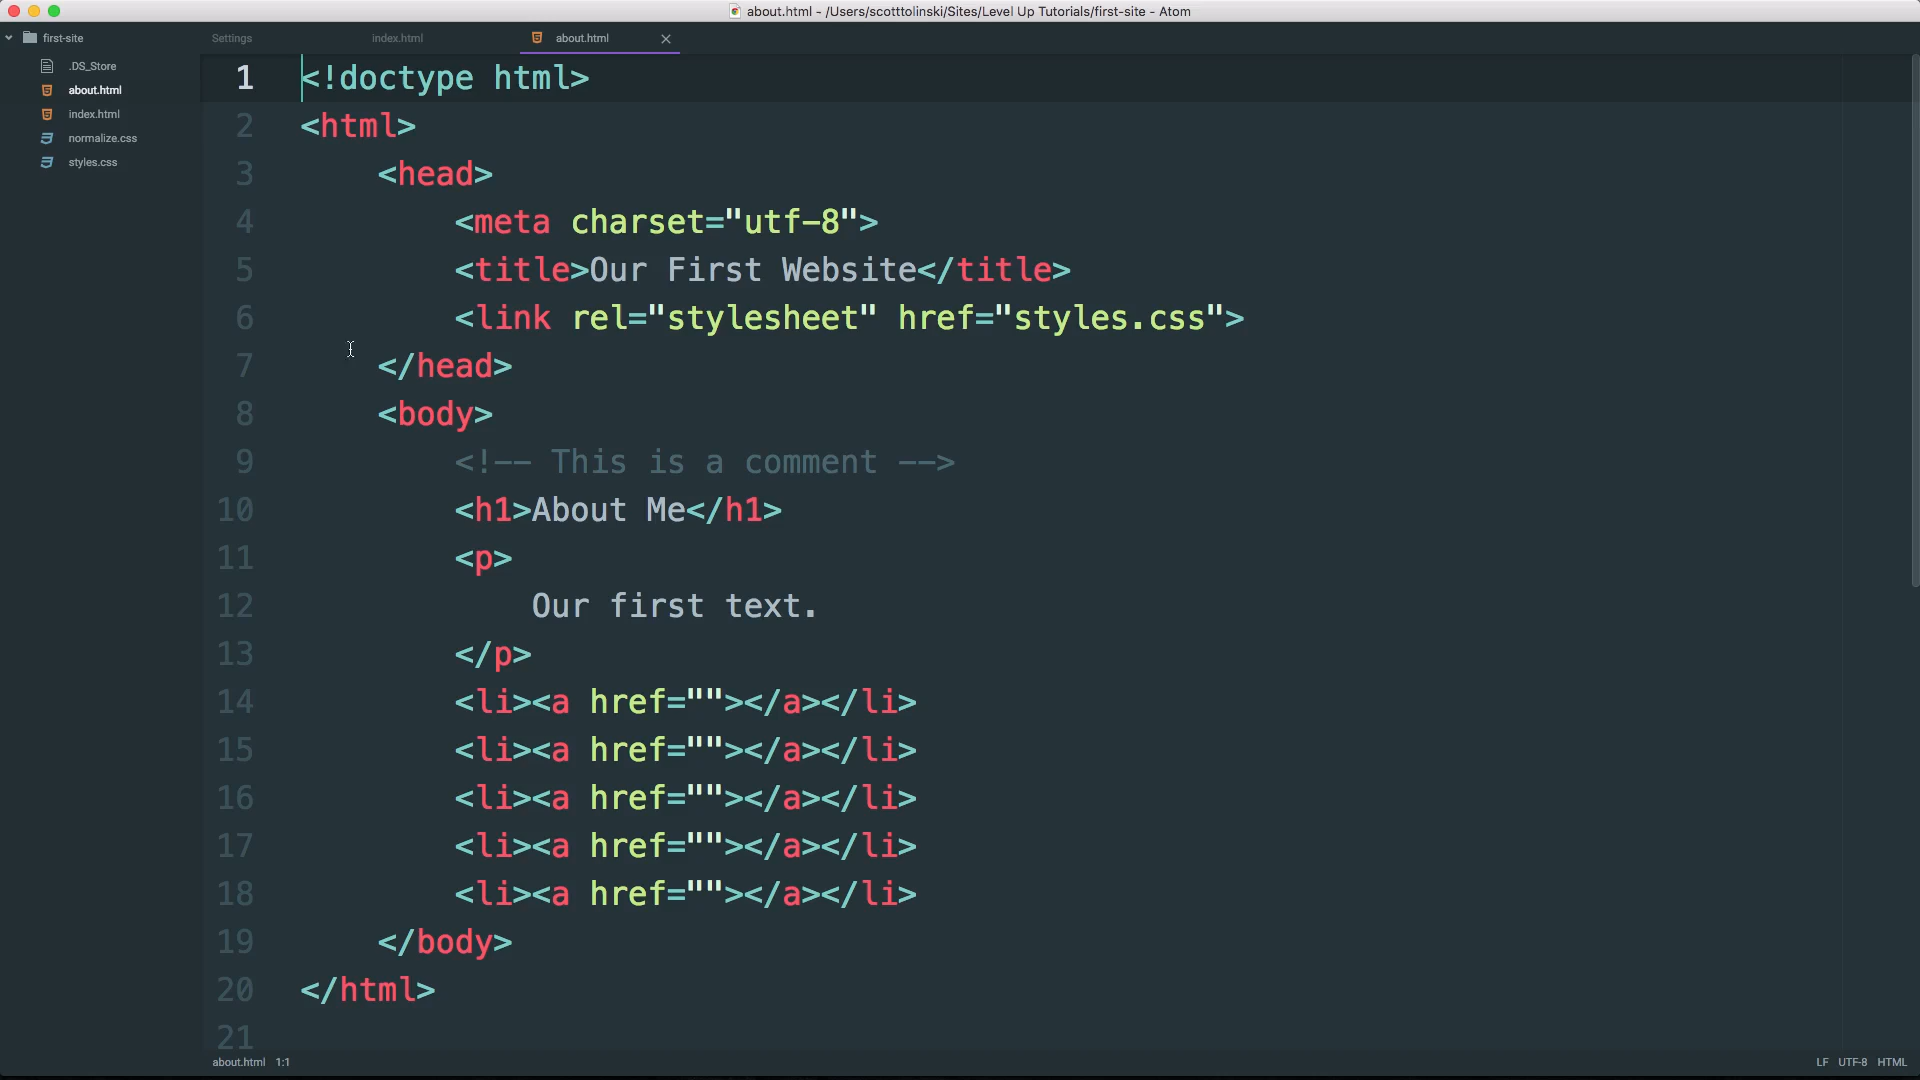 about.html - /Users/scotttolinski/Sites/Level Up Tutorials/first-site - Atom
first-site
.DS_Store
about.html
index.html
normalize.css
styles.css
Settings index.html about.html
1 <!doctype html>
2 <html>
3 <head>
4 <meta charset="utf-8">
5 <title>Our First Website</title>
6 <link rel="stylesheet" href="styles.css">
7 </head>
8 <body>
9 <!-- This is a comment -->
10 <h1>About Me</h1>
11 <p>
12 Our first text.
13 </p>
14 <li><a href=""></a></li>
15 <li><a href=""></a></li>
16 <li><a href=""></a></li>
17 <li><a href=""></a></li>
18 <li><a href=""></a></li>
19 </body>
20 </html>
21
about.html 1:1
LF UTF-8 HTML